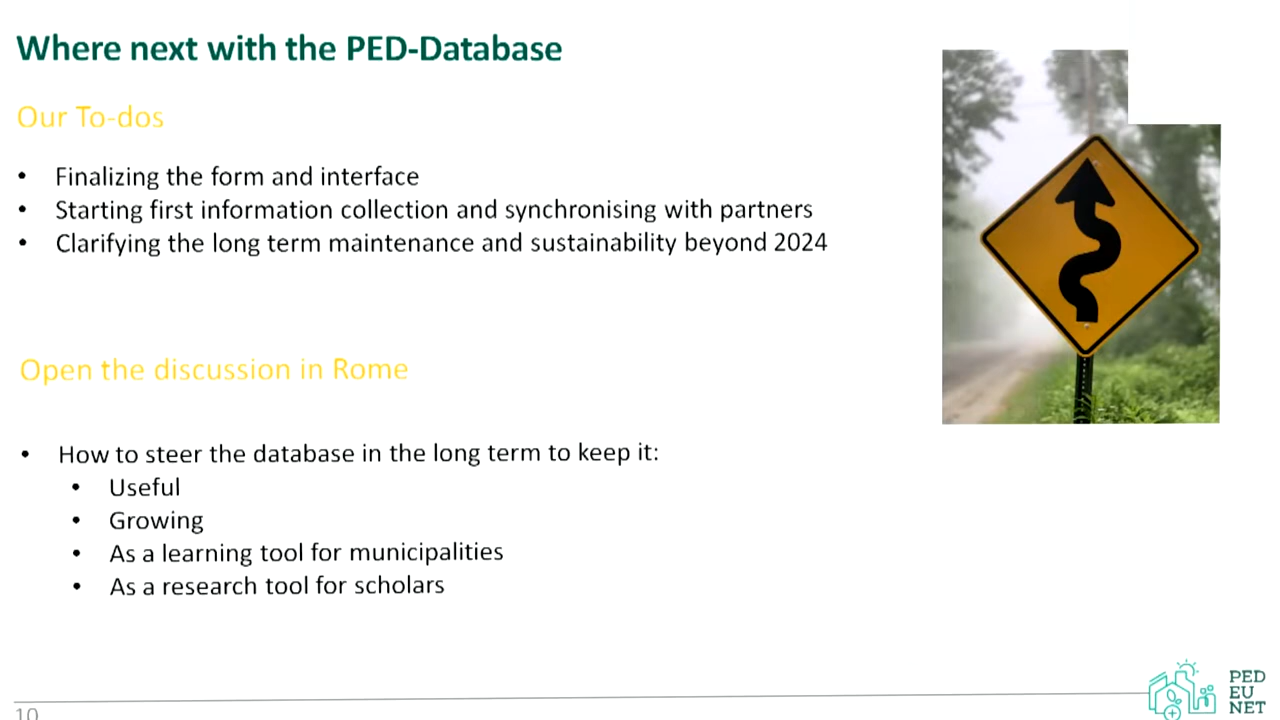 Where next with the PED-Database
Our To-dos
• Finalizing the form and interface
• Starting first information collection and synchronising with partners
• Clarifying the long term maintenance and sustainability beyond 2024
Open the discussion in Rome
• How to steer the database in the long term to keep it:
• Useful
• Growing
• As a learning tool for municipalities
• As a research tool for scholars
10
PED
EU
NET